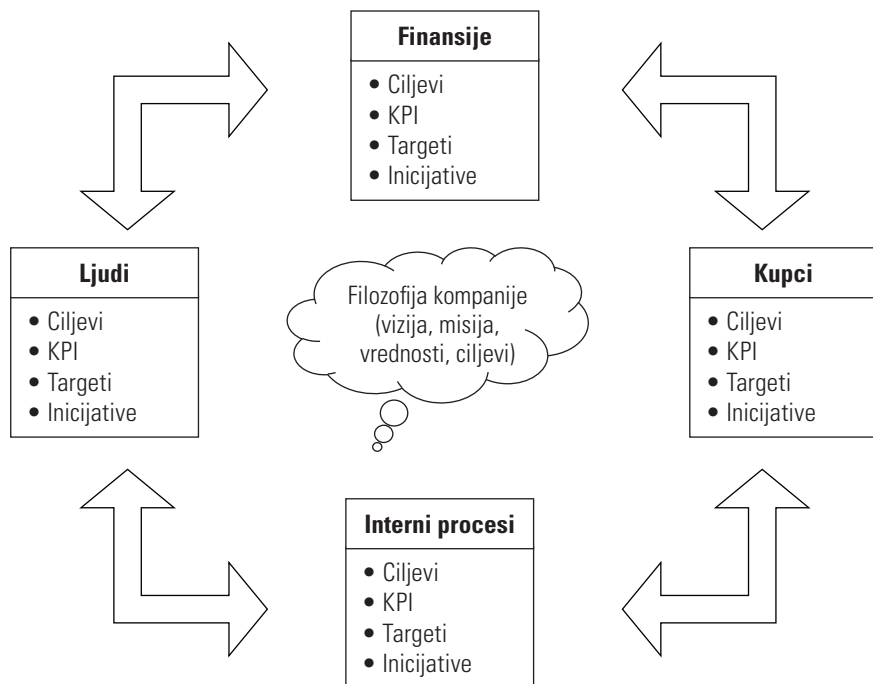 Finansije
• Ciljevi
• KPI
• Targeti
• Inicijative
Ljudi
• Ciljevi
• KPI
• Targeti
• Inicijative
Filozofija kompanije
(vizija, misija,
vrednosti, ciljevi)
Kupci
• Ciljevi
• KPI
• Targeti
• Inicijative
Interni procesi
• Ciljevi
• KPI
• Targeti
• Inicijative